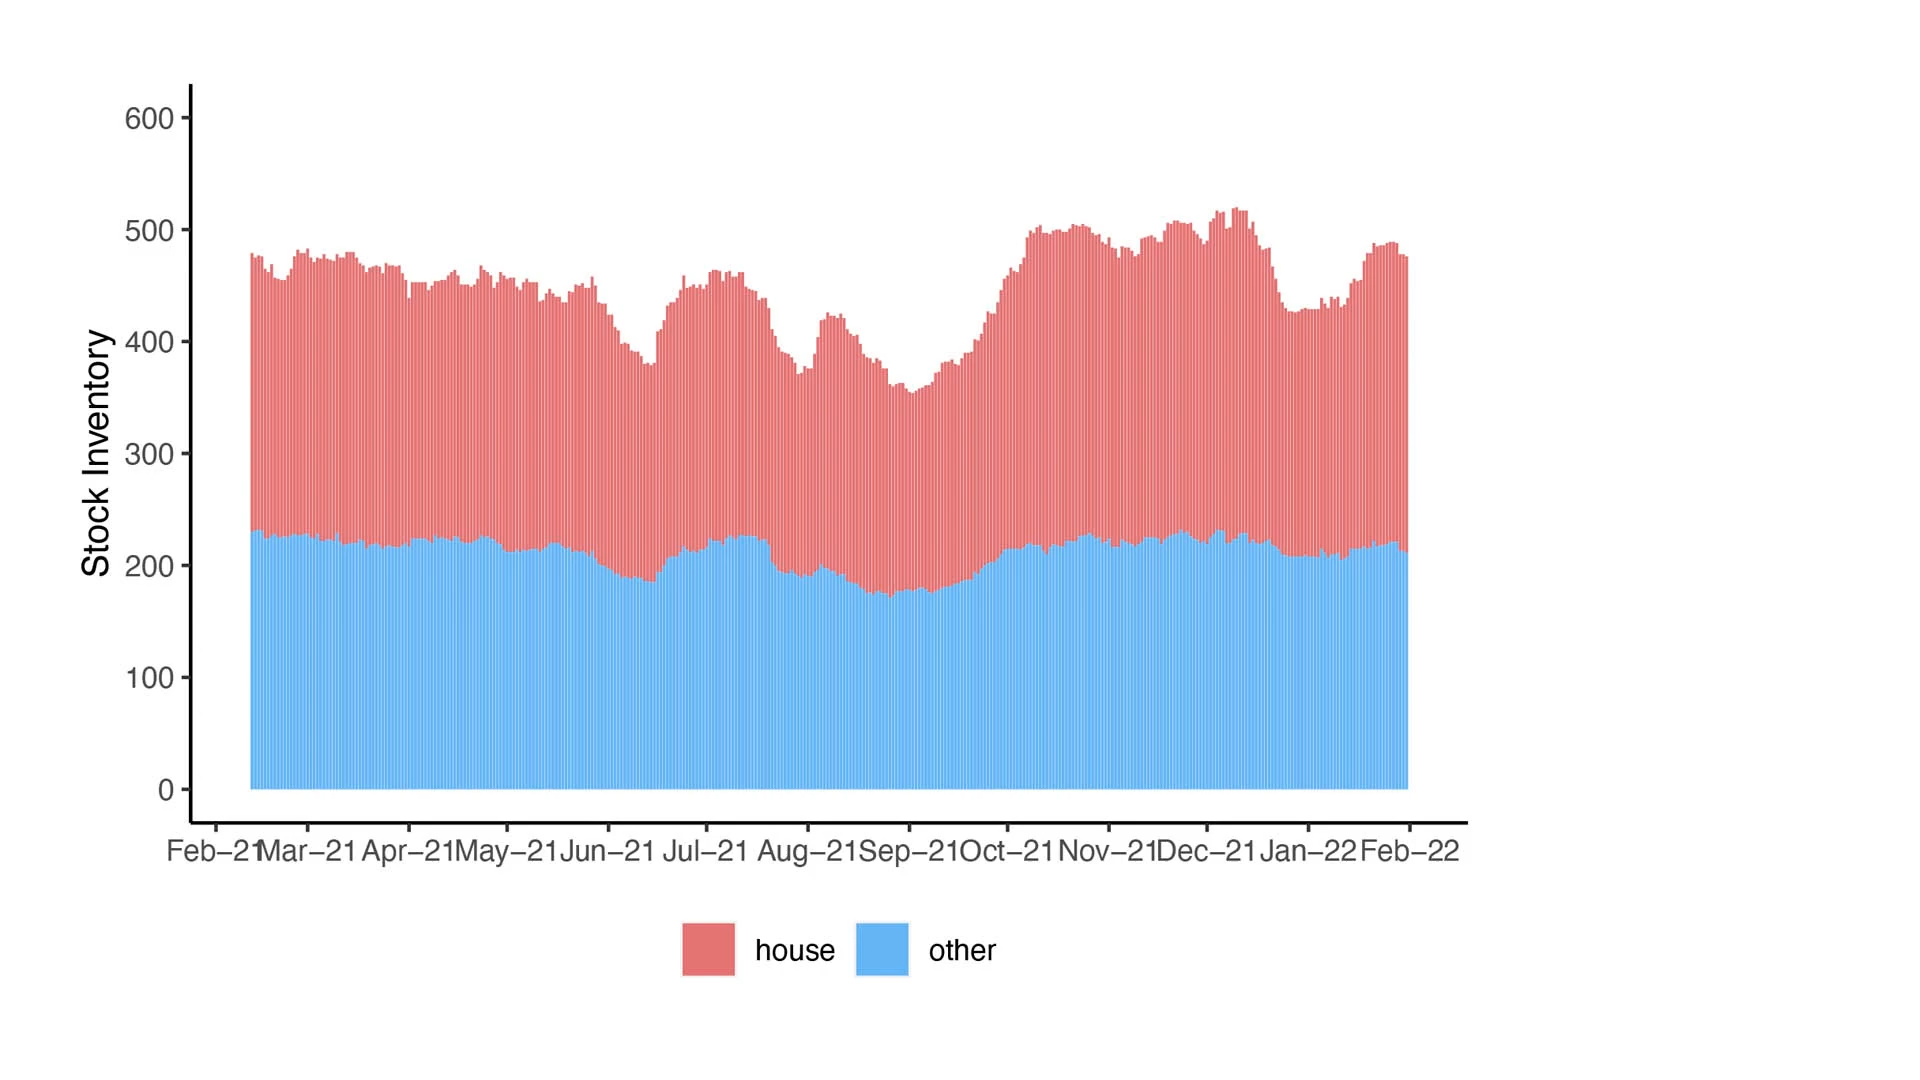 600
500
400
300
200
100
0
Stock Inventory
Feb–21 Mar–21 Apr–21 May–21 Jun–21 Jul–21 Aug–21 Sep–21 Oct–21 Nov–21 Dec–21 Jan–22 Feb–22
house other